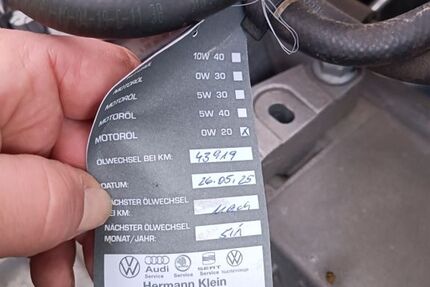 10W 40
0W 30
MOTORÖL
5W 30
MOTORÖL
5W 40
MOTORÖL
0W 20
ÖLWECHSEL BEI KM: 43919
DATUM: 26.05.25
NÄCHSTER ÖLWECHSEL
BEI KM: nach
NÄCHSTER ÖLWECHSEL
MONAT/JAHR:
Audi
Service
Service
SEAT
Service
Hermann Klein